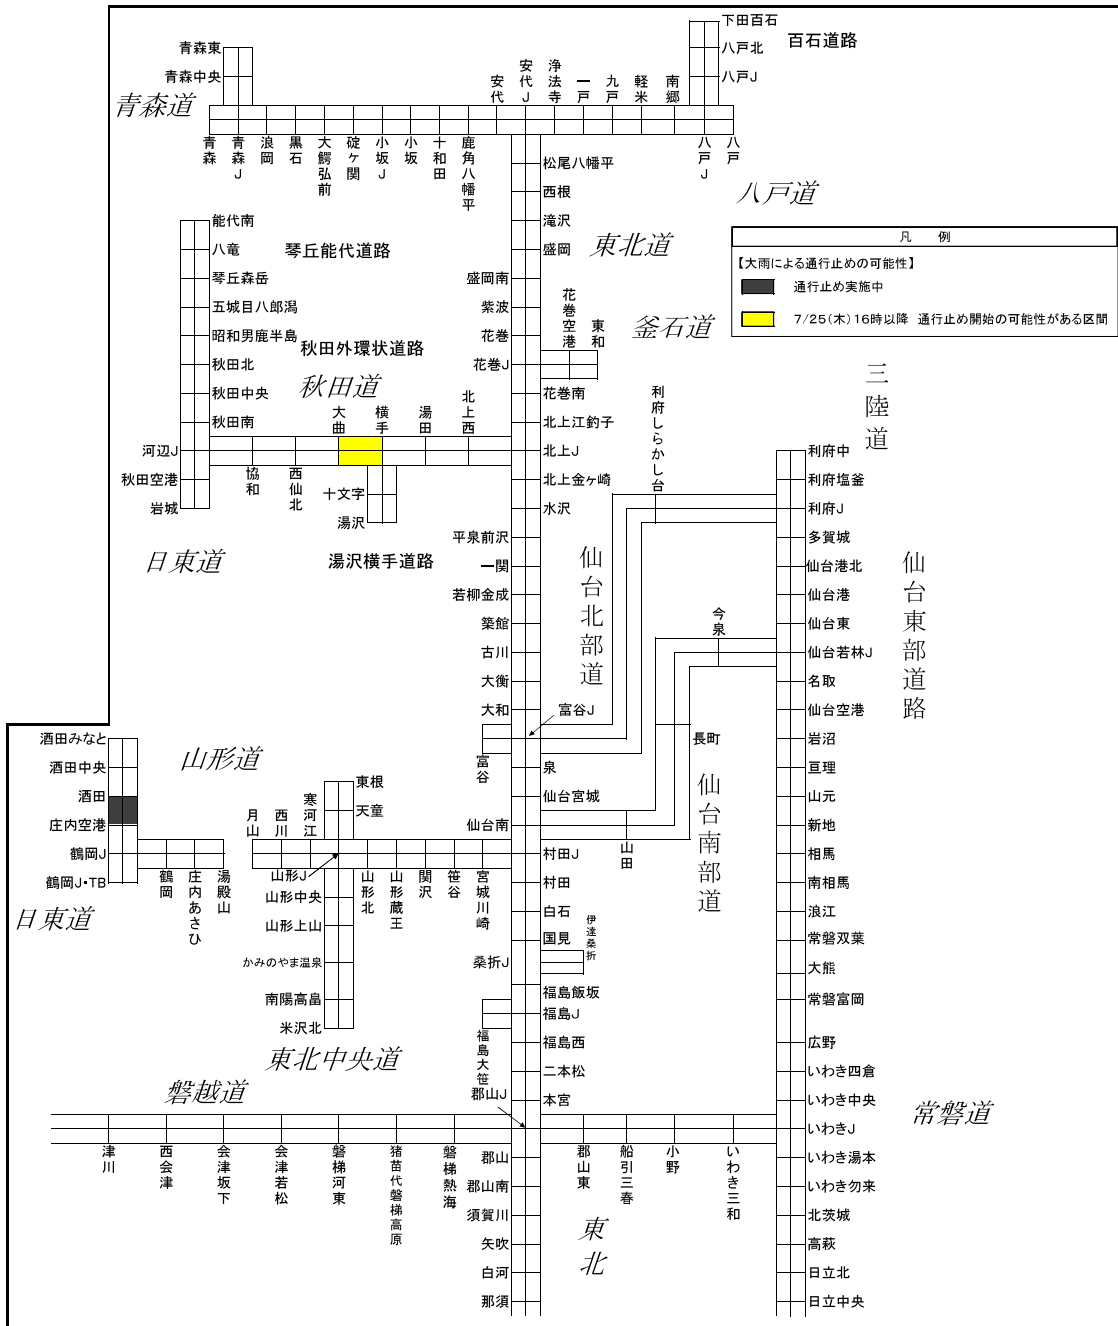 下田百石
百石道路
八戸北
八戸J
青森東
青森中央
青森道
安代
安代J
浄法寺
一戸
九戸
軽米
南郷
青森
青森J
浪岡
黒石
大鰐弘前
碇ヶ関
小坂J
小坂
十和田
鹿角八幡平
八戸J
八戸
八戸道
松尾八幡平
西根
滝沢
盛岡
東北道
盛岡南
紫波
花巻
花巻J
花巻空港
東和
釜石道
花巻南
北上江釣子
北上J
北上金ヶ崎
水沢
凡 例
【大雨による通行止めの可能性】
通行止め実施中
7/25(木)16時以降 通行止め開始の可能性がある区間
能代南
八竜
琴丘能代道路
琴丘森岳
五城目八郎潟
昭和男鹿半島
秋田外環状道路
秋田北
秋田道
秋田中央
秋田南
河辺J
秋田空港
岩城
日東道
協和
西仙北
大曲
横手
湯田
北上西
十文字
湯沢
湯沢横手道路
平泉前沢
一関
若柳金成
築館
古川
大衡
大和
仙台北部道
利府しらかし台
三陸道
利府中
利府塩釜
利府J
多賀城
仙台港北
仙台港
仙台東
仙台若林J
名取
仙台空港
岩沼
亘理
山元
新地
相馬
南相馬
浪江
常磐双葉
大熊
常磐富岡
広野
いわき四倉
いわき中央
いわきJ
いわき湯本
いわき勿来
北茨城
高萩
日立北
日立中央
仙台東部道路
常磐道
今泉
長町
山田
仙台南部道
富谷J
富谷
泉
仙台宮城
仙台南
村田J
村田
白石
国見
伊達桑折
桑折J
福島飯坂
福島J
福島大笹
福島西
二本松
本宮
郡山J
酒田みなと
酒田中央
酒田
庄内空港
鶴岡J
鶴岡J・TB
日東道
鶴岡
庄内あさひ
湯殿山
山形道
月山
西川
寒河江
東根
天童
山形J
山形中央
山形上山
かみのやま温泉
南陽高畠
米沢北
東北中央道
山形北
山形蔵王
関沢
笹谷
宮城川崎
磐越道
津川
西会津
会津坂下
会津若松
磐梯河東
猪苗代磐梯高原
磐梯熱海
郡山東
船引三春
小野
いわき三和
郡山
郡山南
須賀川
矢吹
白河
那須
東北